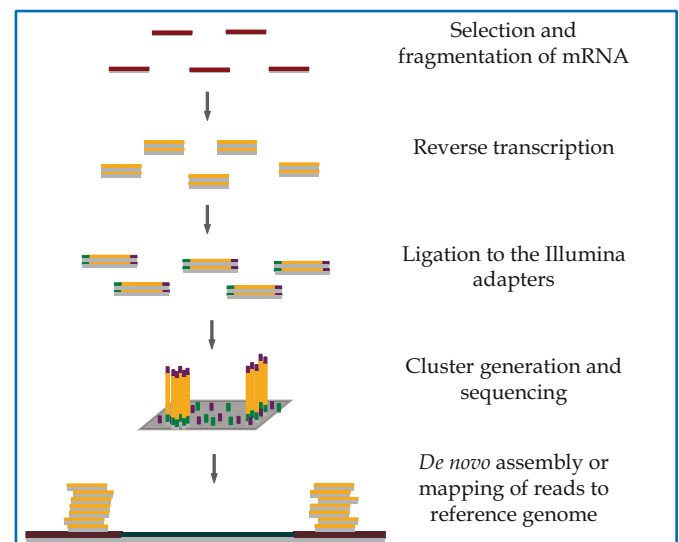 Selection and
fragmentation of mRNA
Reverse transcription
Ligation to the Illumina
adapters
Cluster generation and
sequencing
De novo assembly or
mapping of reads to
reference genome